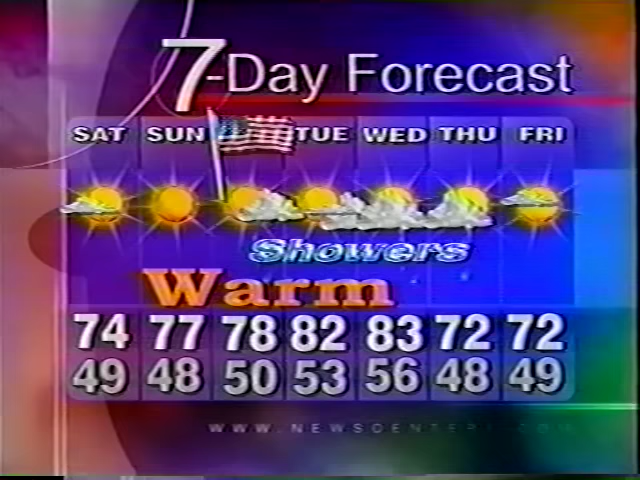 7-Day Forecast
SAT SUN TUE WED THU FRI
Showers
Warm
74 77 78 82 83 72 72
49 48 50 53 56 48 49